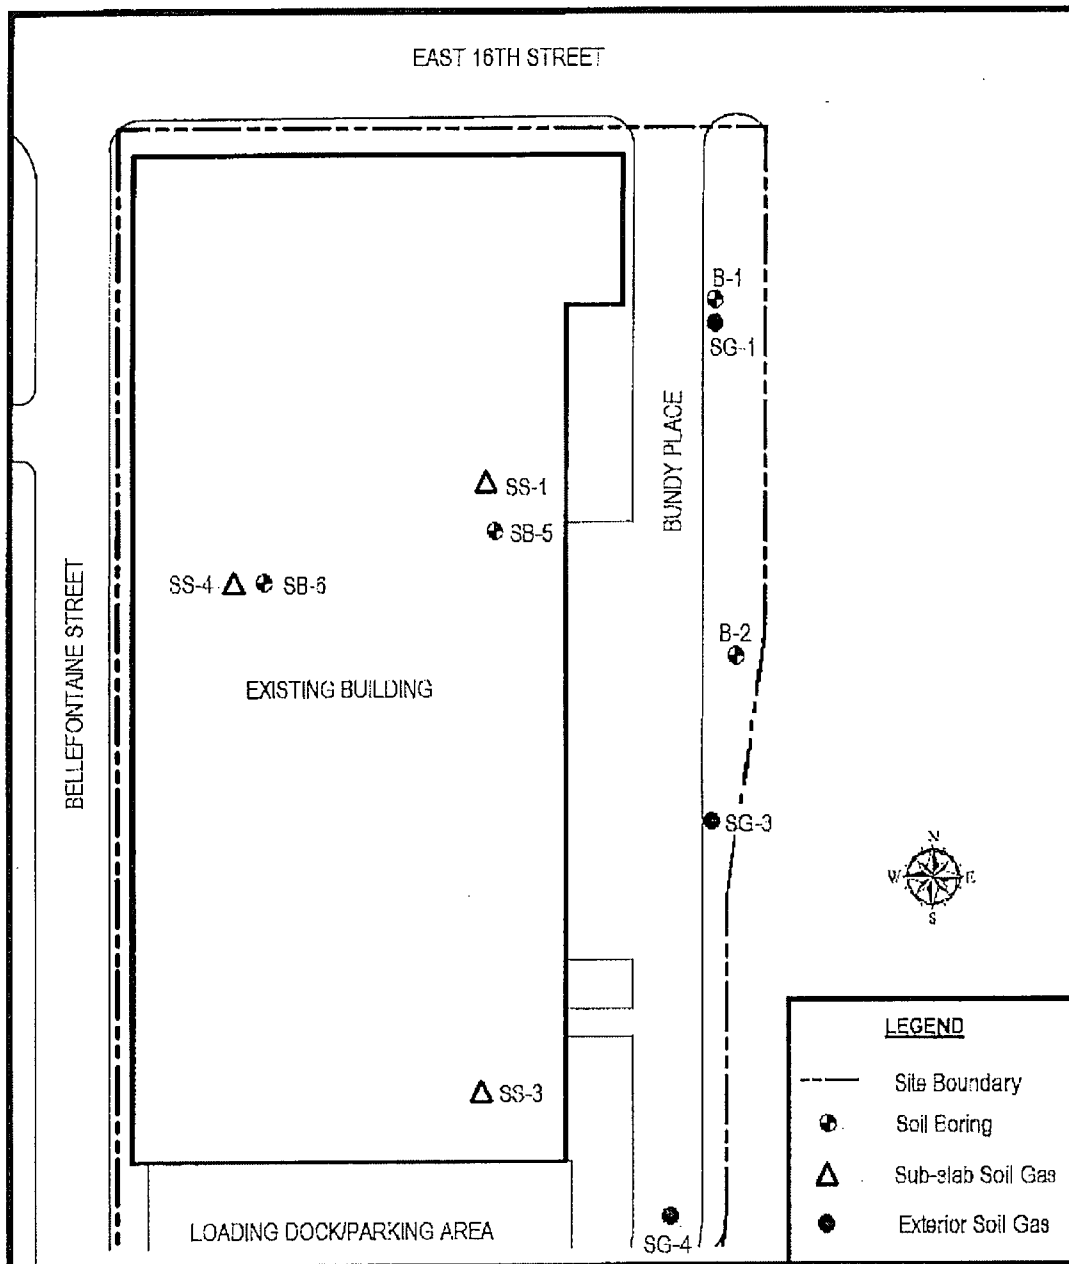 EAST 16TH STREET
B-1
SG-1
BUNDY PLACE
SS-1
SB-5
SS-4
SB-6
BELLEFONTAINE STREET
B-2
EXISTING BUILDING
SG-3
N
W E
S
LEGEND
Site Boundary
SS-3
Soil Boring
Sub-slab Soil Gas
LOADING DOCK/PARKING AREA
SG-4
Exterior Soil Gas